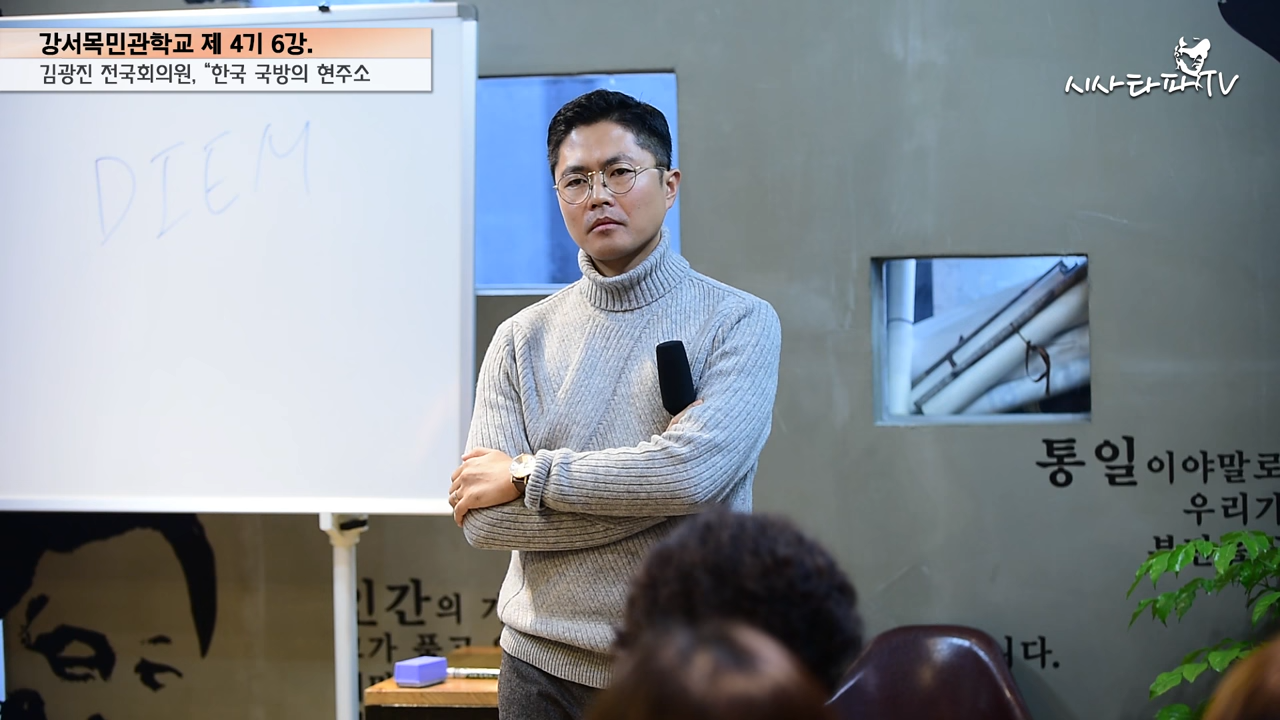 강서목민관학교 제 4기 6강.
김광진 전국회의원, “한국 국방의 현주소
시사타파TV
DIEM
통일이야말로
우리가
인간의
니다.